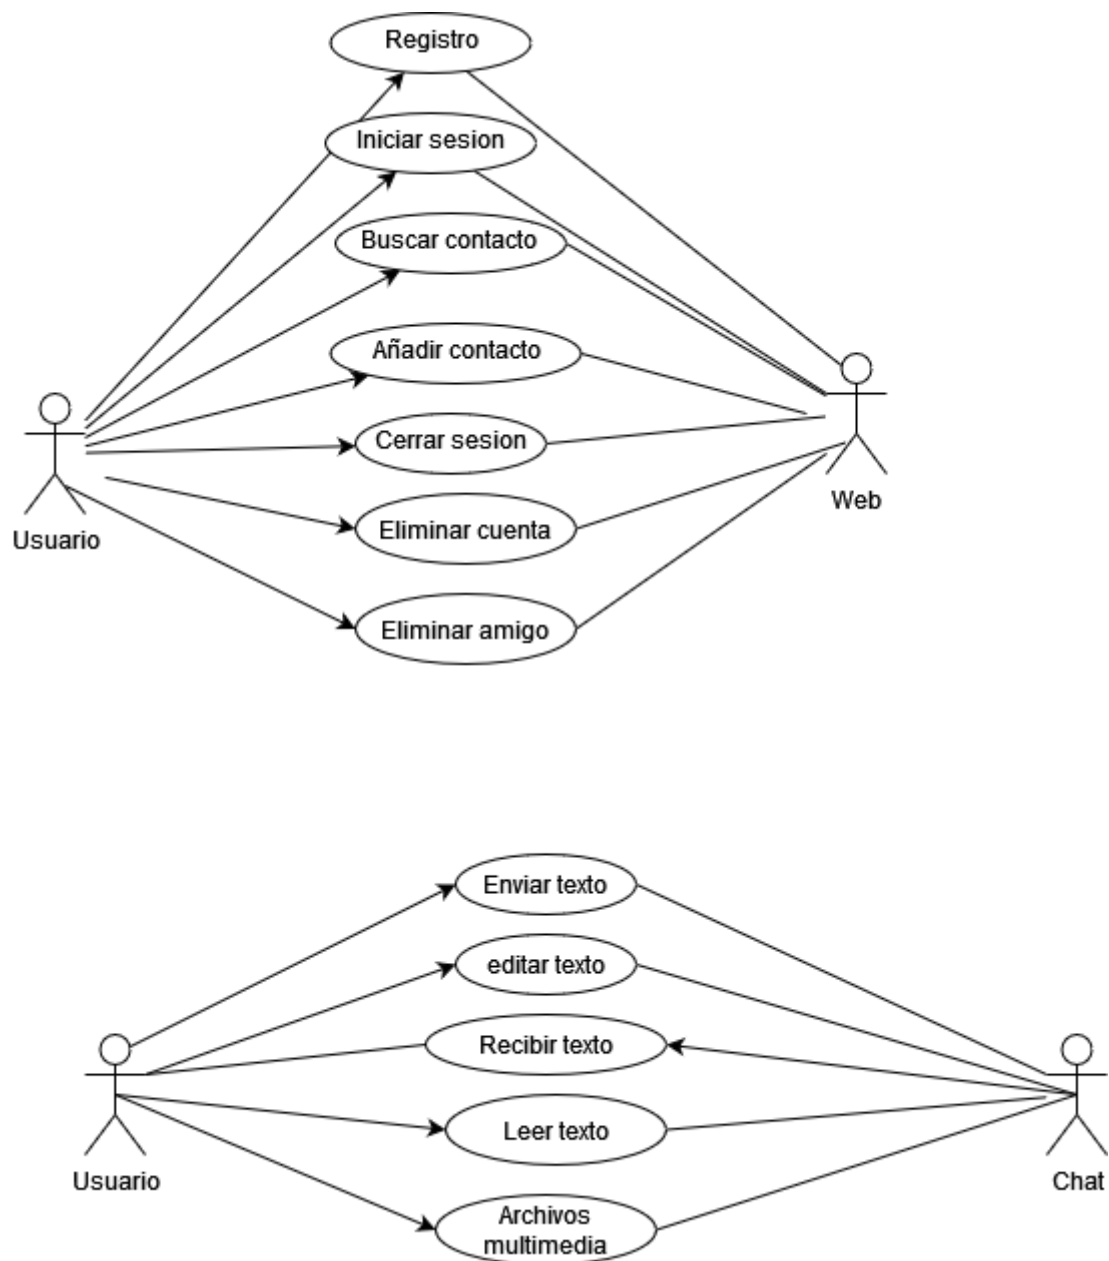 Registro
Iniciar sesion
Buscar contacto
Añadir contacto
Cerrar sesion
Eliminar cuenta
Eliminar amigo
Usuario
Web
Enviar texto
editar texto
Recibir texto
Leer texto
Archivos
multimedia
Usuario
Chat